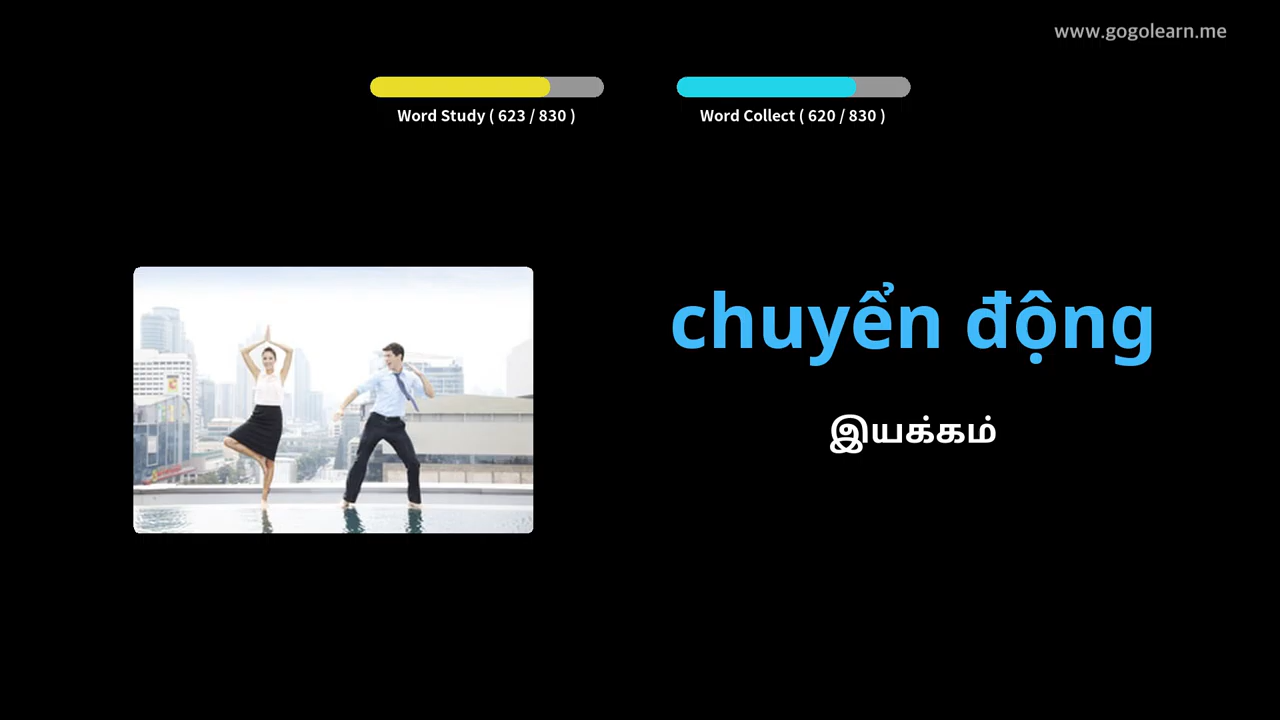 www.gogolearn.me
Word Study ( 623 / 830 )
Word Collect ( 620 / 830 )
chuyển động
இயக்கம்